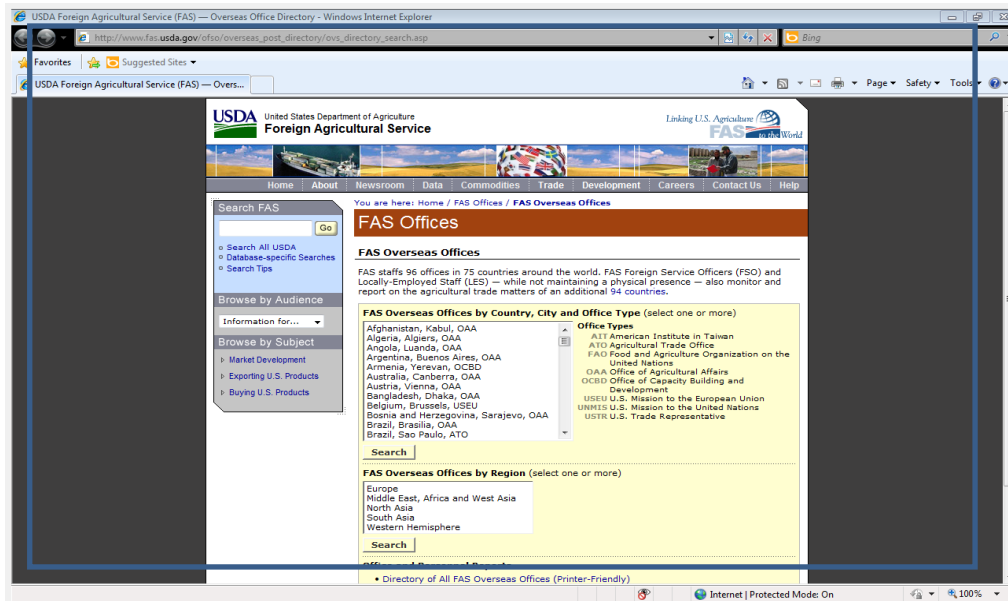 USDA Foreign Agricultural Service (FAS) — Overseas Office Directory - Windows Internet Explorer
http://www.fas.usda.gov/ofso/overseas_post_directory/ovs_directory_search.asp
Bing
Favorites
Suggested Sites
USDA Foreign Agricultural Service (FAS) — Overs...
Page
Safety
Tools
USDA
United States Department of Agriculture
Foreign Agricultural Service
Linking U.S. Agriculture
FAS to the World
Home About Newsroom Data Commodities Trade Development Careers Contact Us Help
Search FAS
Go
Search All USDA
Database-specific Searches
Search Tips
Browse by Audience
Information for...
Browse by Subject
Market Development
Exporting U.S. Products
Buying U.S. Products
You are here: Home / FAS Offices / FAS Overseas Offices
FAS Offices
FAS Overseas Offices
FAS staffs 96 offices in 75 countries around the world. FAS Foreign Service Officers (FSO) and
Locally-Employed Staff (LES) — while not maintaining a physical presence — also monitor and
report on the agricultural trade matters of an additional 94 countries.
FAS Overseas Offices by Country, City and Office Type (select one or more)
Afghanistan, Kabul, OAA
Algeria, Algiers, OAA
Angola, Luanda, OAA
Argentina, Buenos Aires, OAA
Armenia, Yerevan, OCBD
Australia, Canberra, OAA
Austria, Vienna, OAA
Bangladesh, Dhaka, OAA
Belgium, Brussels, USEU
Bosnia and Herzegovina, Sarajevo, OAA
Brazil, Brasilia, OAA
Brazil, Sao Paulo, ATO
Office Types
AIT American Institute in Taiwan
ATO Agricultural Trade Office
FAO Food and Agriculture Organization on the
United Nations
OAA Office of Agricultural Affairs
OCBD Office of Capacity Building and
Development
USEU U.S. Mission to the European Union
UNMIS U.S. Mission to the United Nations
USTR U.S. Trade Representative
Search
FAS Overseas Offices by Region (select one or more)
Europe
Middle East, Africa and West Asia
North Asia
South Asia
Western Hemisphere
Search
Office and Personnel Reports
Directory of All FAS Overseas Offices (Printer-Friendly)
Internet | Protected Mode: On
100%